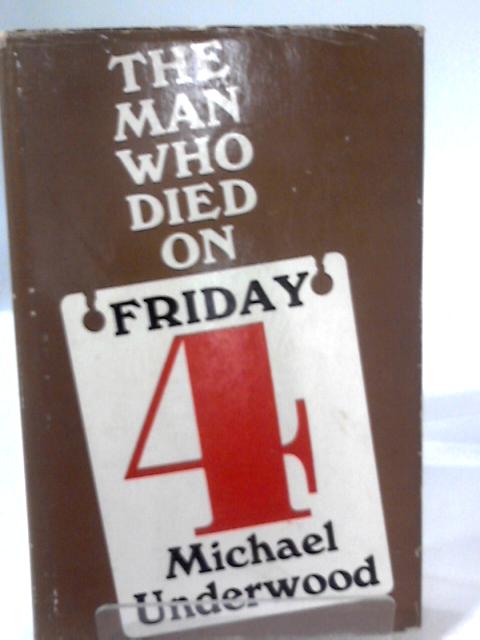 THE
MAN
WHO
DIED
ON
FRIDAY
4
Michael
Underwood